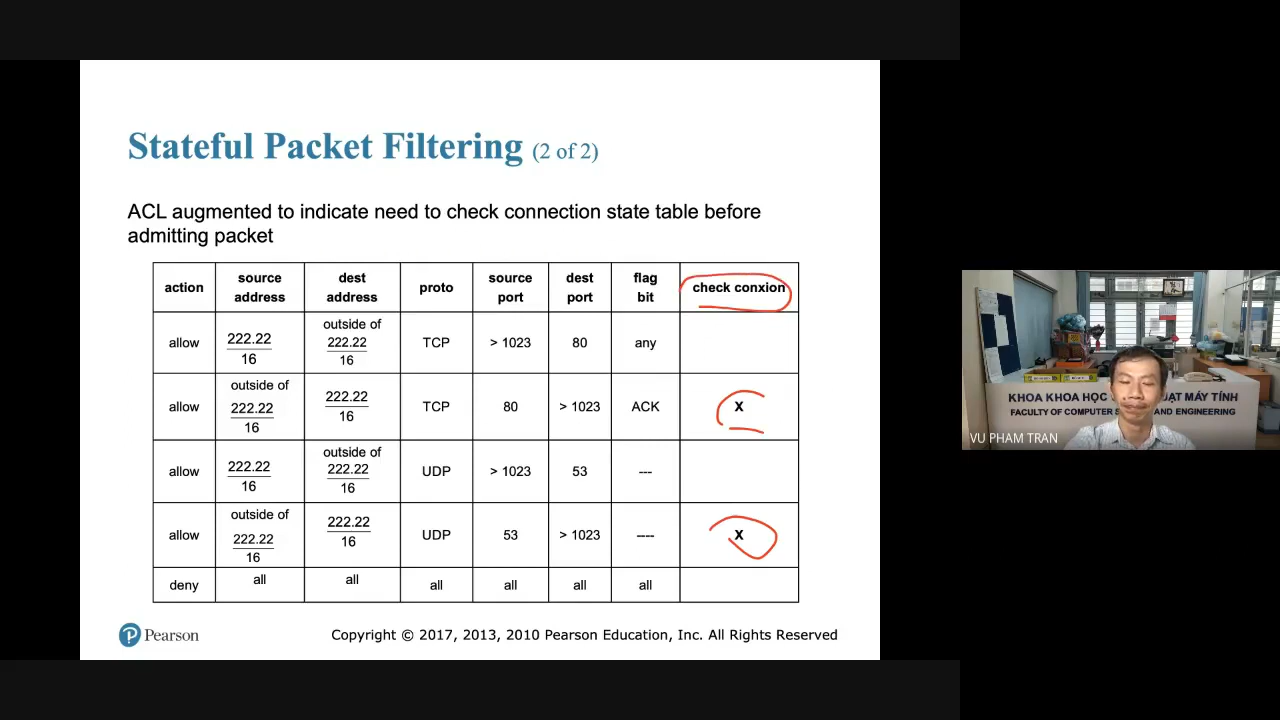 Stateful Packet Filtering (2 of 2)
ACL augmented to indicate need to check connection state table before
admitting packet
action source address dest address proto source port dest port flag bit check conxion
allow 222.22 16 outside of 222.22 16 TCP > 1023 80 any
allow outside of 222.22 16 222.22 16 TCP 80 > 1023 ACK X
allow 222.22 16 outside of 222.22 16 UDP > 1023 53 ---
allow outside of 222.22 16 222.22 16 UDP 53 > 1023 ---- X
deny all all all all all all
Pearson
Copyright © 2017, 2013, 2010 Pearson Education, Inc. All Rights Reserved
KHOA KHOA HỌC UẬT MÁY TÍNH
FACULTY OF COMPUTER AND ENGINEERING
VU PHAM TRAN